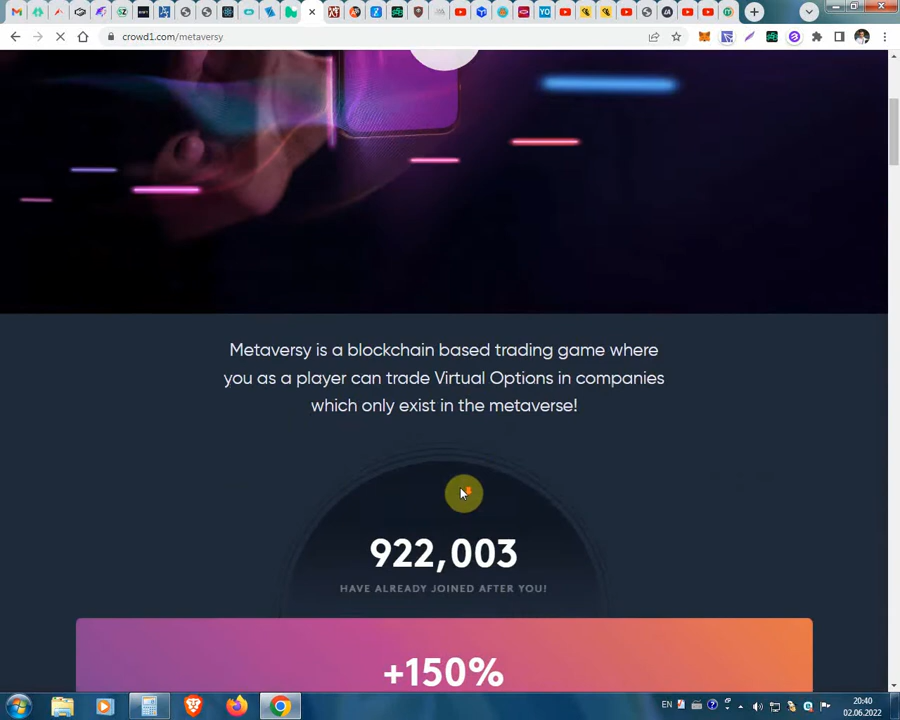 crowd1.com/metaversy
Metaversy is a blockchain based trading game where
you as a player can trade Virtual Options in companies
which only exist in the metaverse!
922,003
HAVE ALREADY JOINED AFTER YOU!
+150%
EN
20:40
02.06.2022